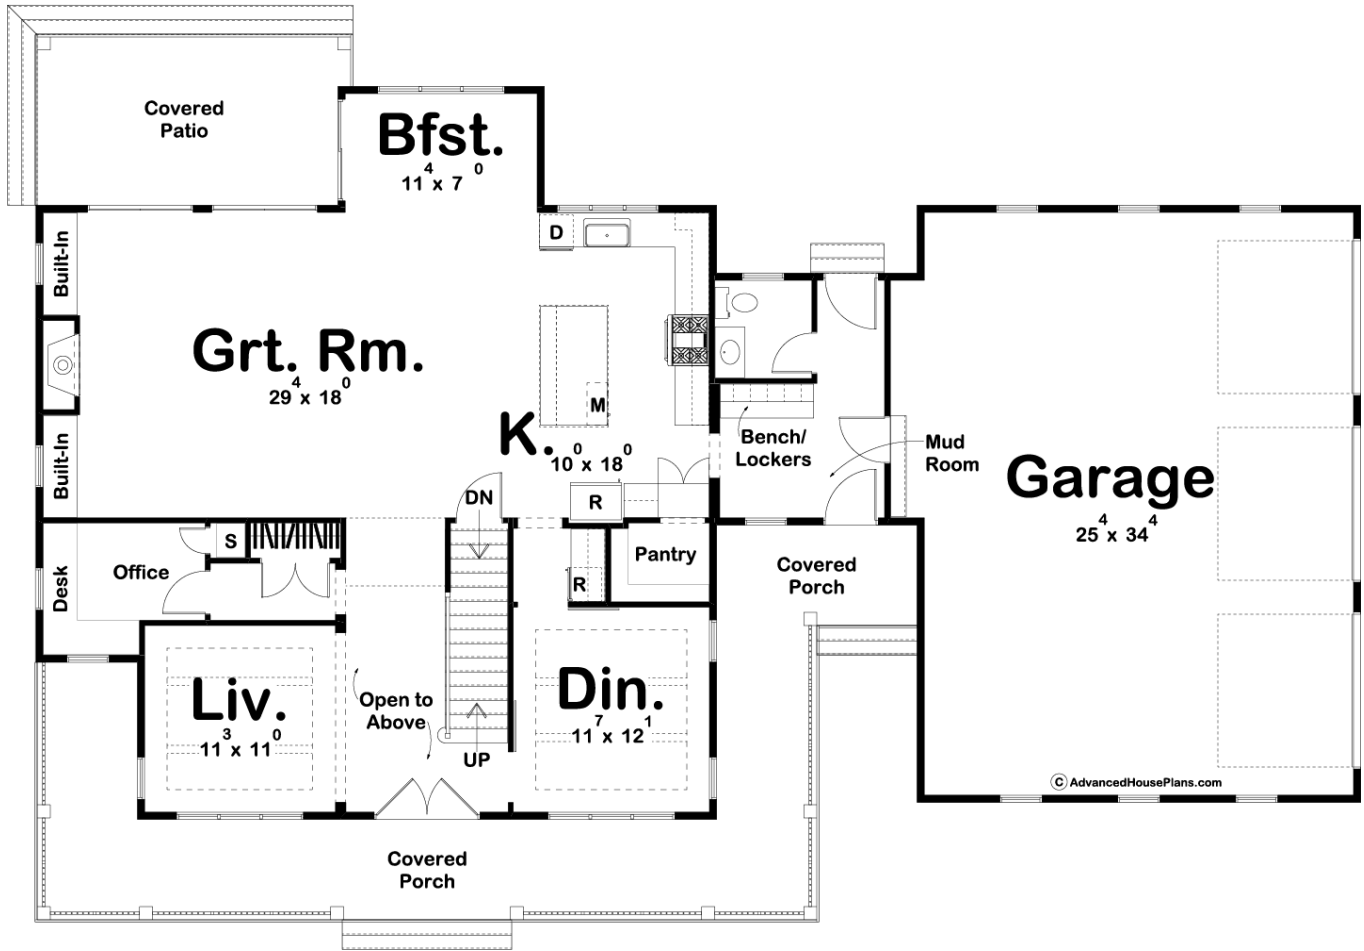 Covered
Patio
Bfst.
11⁴ x 7⁰
D
Built-In
Grt. Rm.
29⁴ x 18⁰
M
K.
10⁰ x 18⁰
Bench/
Lockers
Mud
Room
Garage
25⁴ x 34⁴
Built-In
DN
R
S
Office
Desk
R
Pantry
Covered
Porch
Liv.
11³ x 11⁰
Open to
Above
UP
Din.
11⁷ x 12¹
© AdvancedHousePlans.com
Covered
Porch